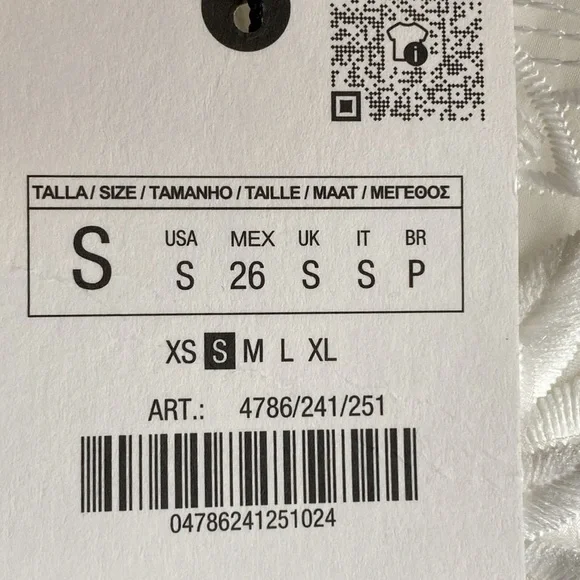 TALLA / SIZE / TAMANHO / TAILLE / MAAT / ΜΕΓΕΘΟΣ
S
USA MEX UK IT BR
S 26 S S P
XS S M L XL
ART.: 4786/241/251
04786241251024